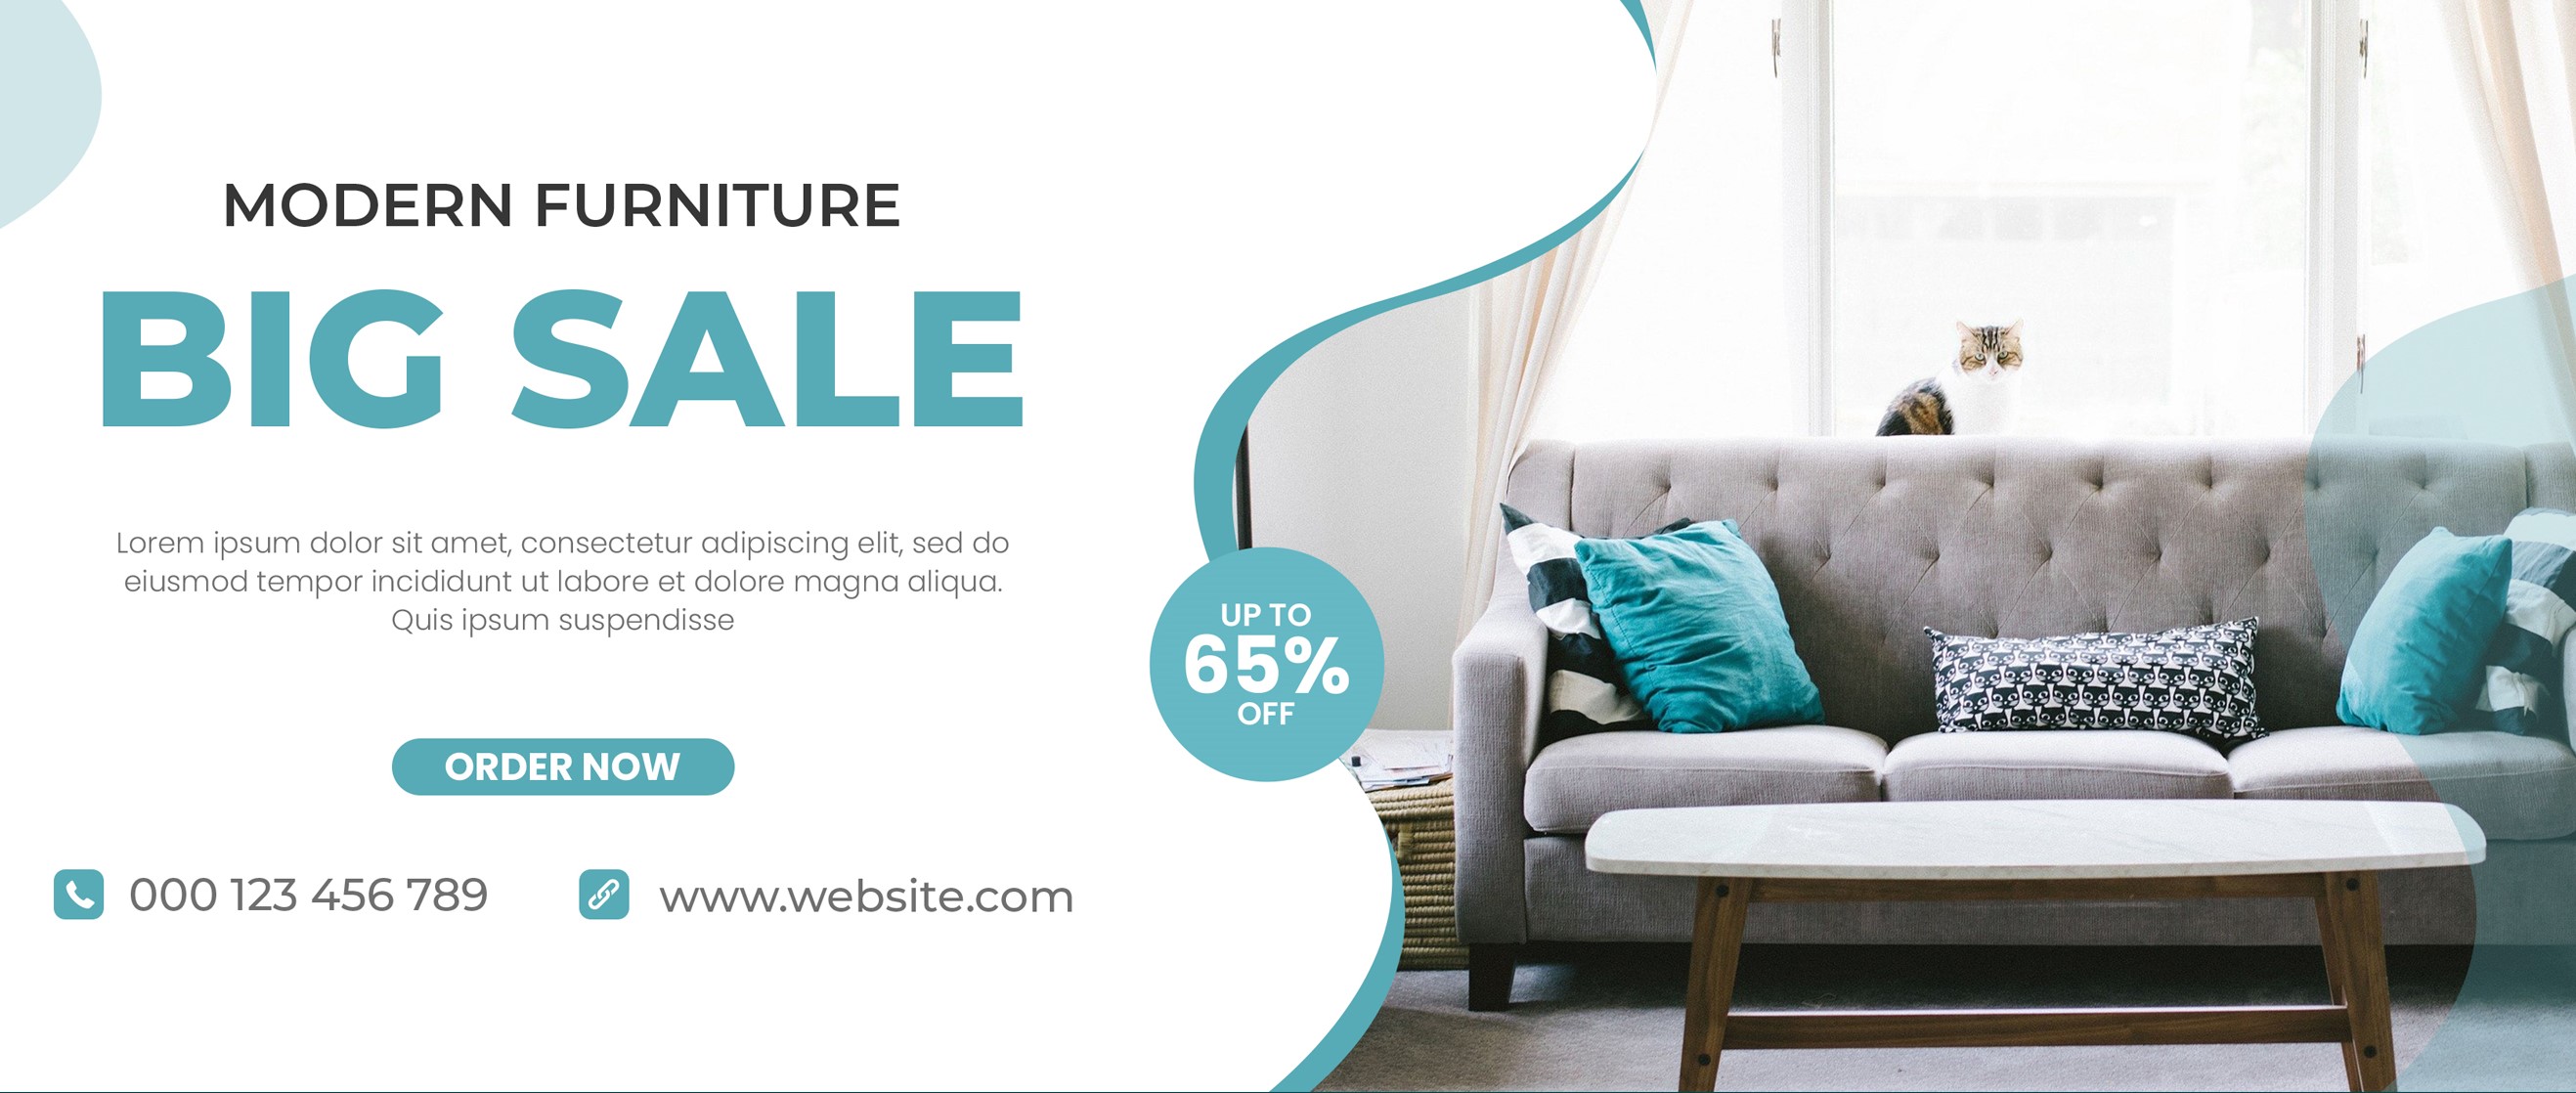 MODERN FURNITURE
BIG SALE
Lorem ipsum dolor sit amet, consectetur adipiscing elit, sed do
eiusmod tempor incididunt ut labore et dolore magna aliqua.
Quis ipsum suspendisse
ORDER NOW
000 123 456 789
www.website.com
UP TO
65%
OFF